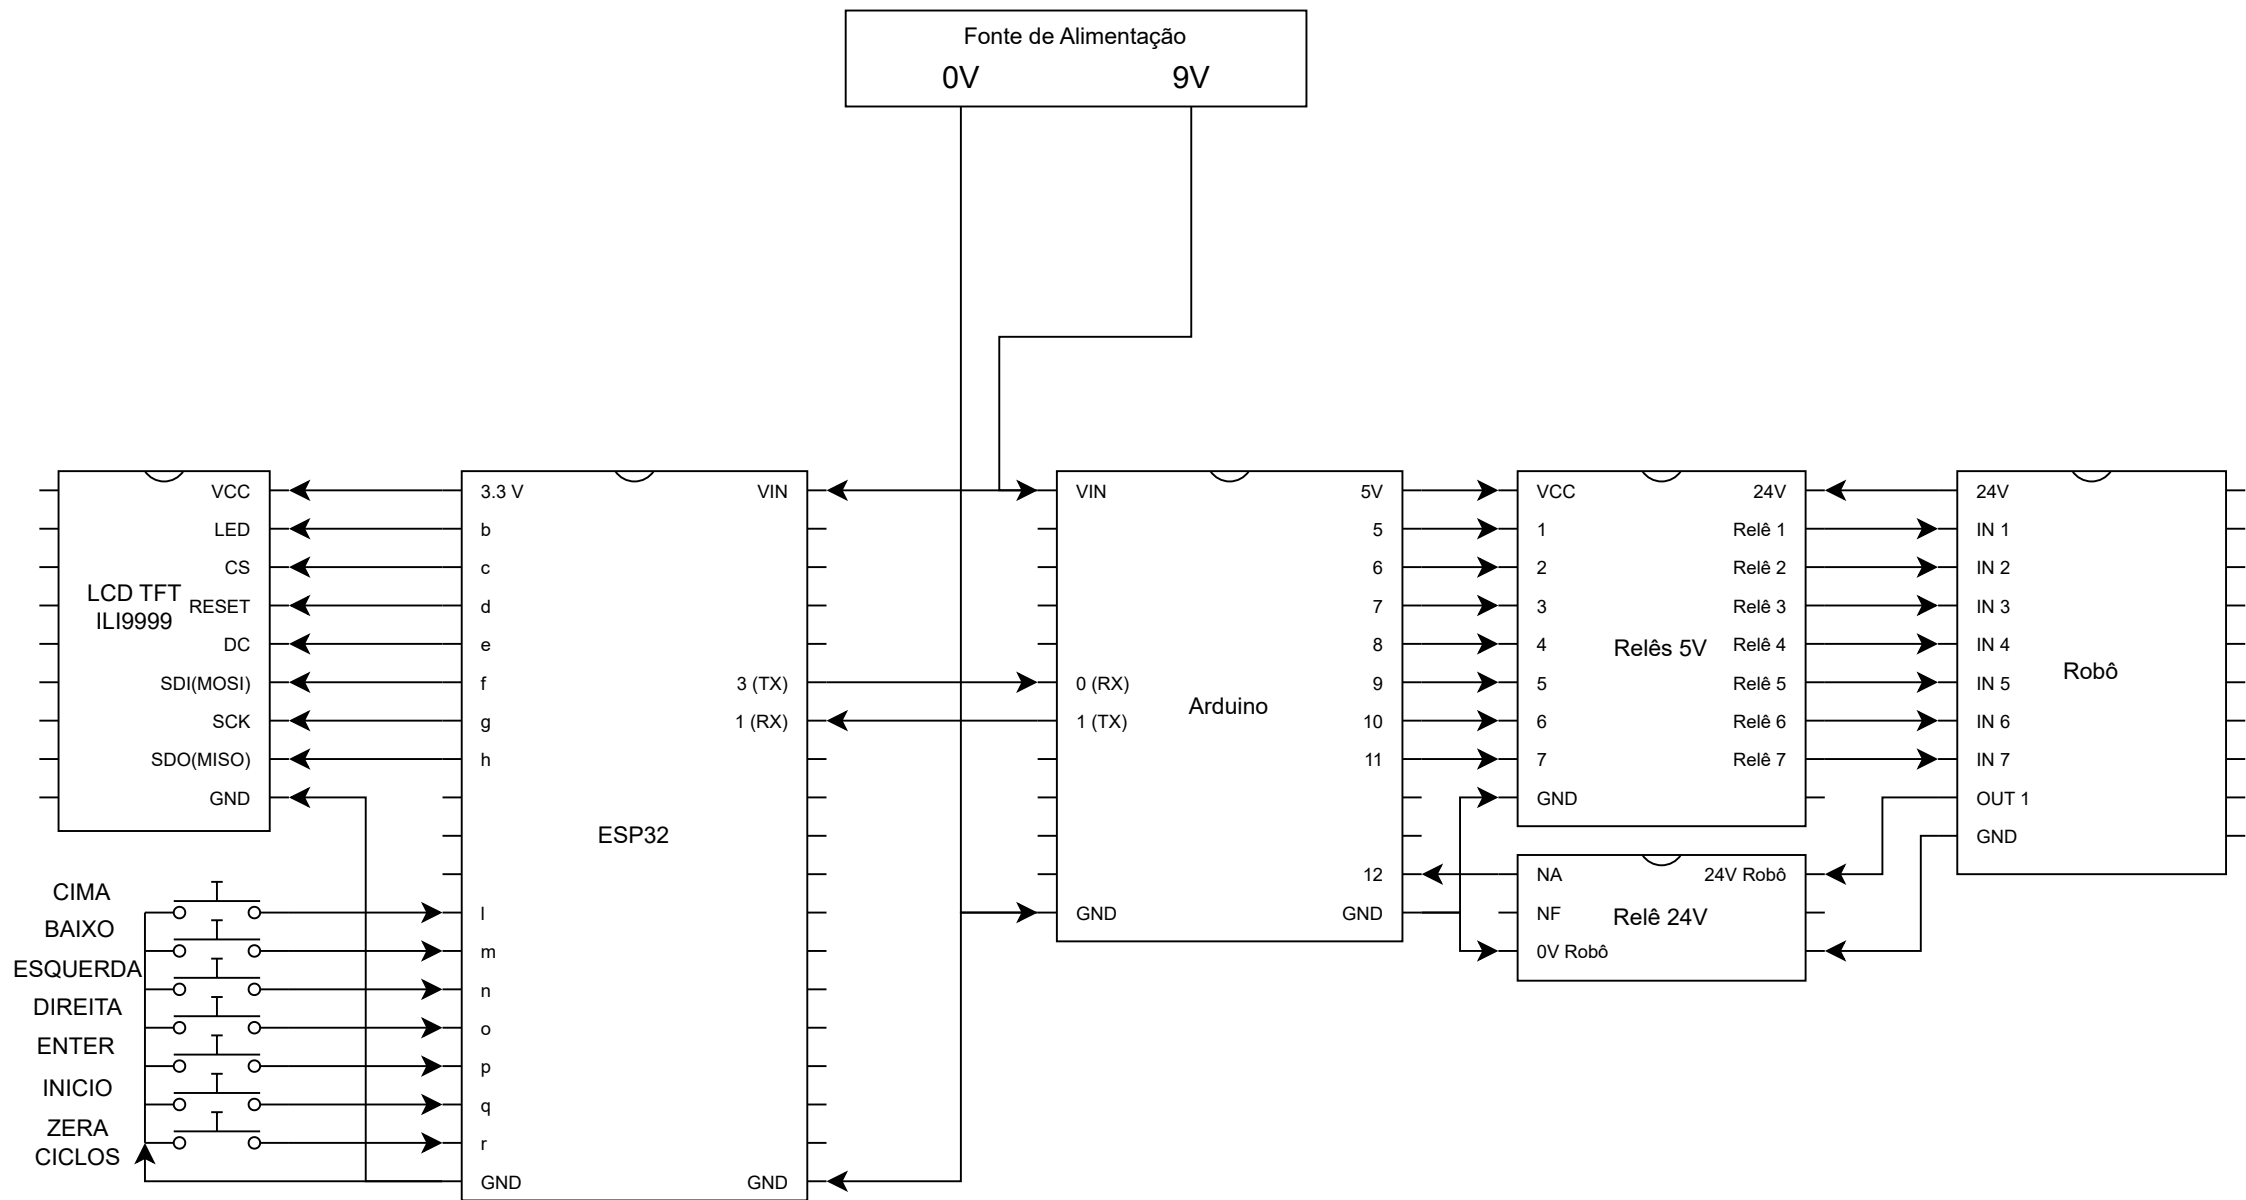 Fonte de Alimentação
0V
9V
VCC
LED
CS
RESET
DC
SDI(MOSI)
SCK
SDO(MISO)
GND
LCD TFT
ILI9999
CIMA
BAIXO
ESQUERDA
DIREITA
ENTER
INICIO
ZERA
CICLOS
3.3 V
b
c
d
e
f
g
h
l
m
n
o
p
q
r
GND
ESP32
VIN
3 (TX)
1 (RX)
GND
VIN
0 (RX)
1 (TX)
GND
Arduino
5V
5
6
7
8
9
10
11
12
GND
VCC
1
2
3
4
5
6
7
GND
Relês 5V
24V
Relê 1
Relê 2
Relê 3
Relê 4
Relê 5
Relê 6
Relê 7
NA
NF
0V Robô
Relê 24V
24V Robô
24V
IN 1
IN 2
IN 3
IN 4
IN 5
IN 6
IN 7
OUT 1
GND
Robô